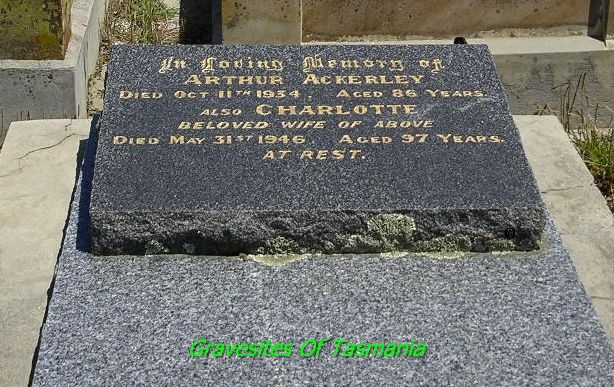 In Loving Memory of
ARTHUR ACKERLEY
DIED OCT 11TH 1934 AGED 86 YEARS.
ALSO CHARLOTTE
BELOVED WIFE OF ABOVE
DIED MAY 31ST 1946, AGED 97 YEARS.
AT REST.
Gravesites Of Tasmania